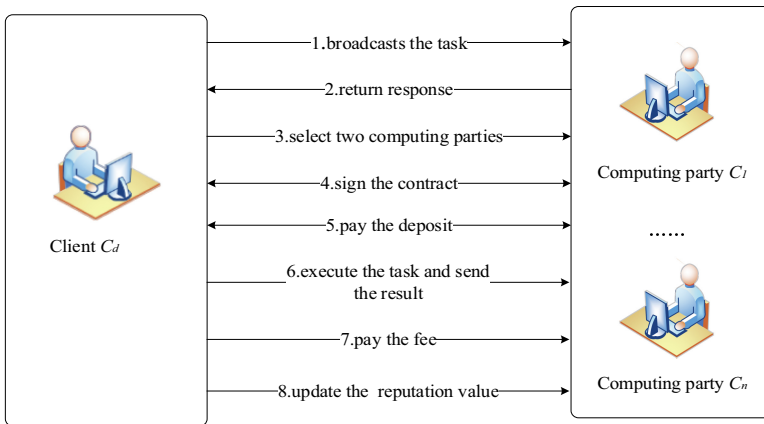 1.broadcasts the task
2.return response
3.select two computing parties
Computing party C1
4.sign the contract
5.pay the deposit
Client Cd
......
6.execute the task and send
the result
7.pay the fee
8.update the  reputation value
Computing party Cn